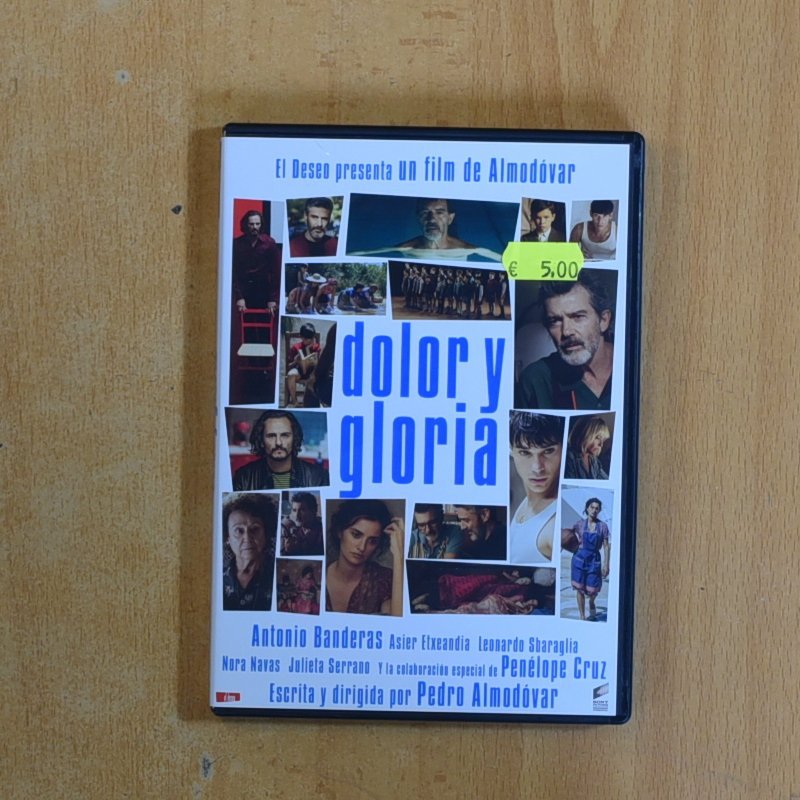 El Deseo presenta un film de Almodóvar
€ 5,00
dolor y
gloria
Antonio Banderas Asier Etxeandia Leonardo Sbaraglia
Nora Navas Julieta Serrano Y la colaboración especial de Penélope Cruz
Escrita y dirigida por Pedro Almodóvar
SONY